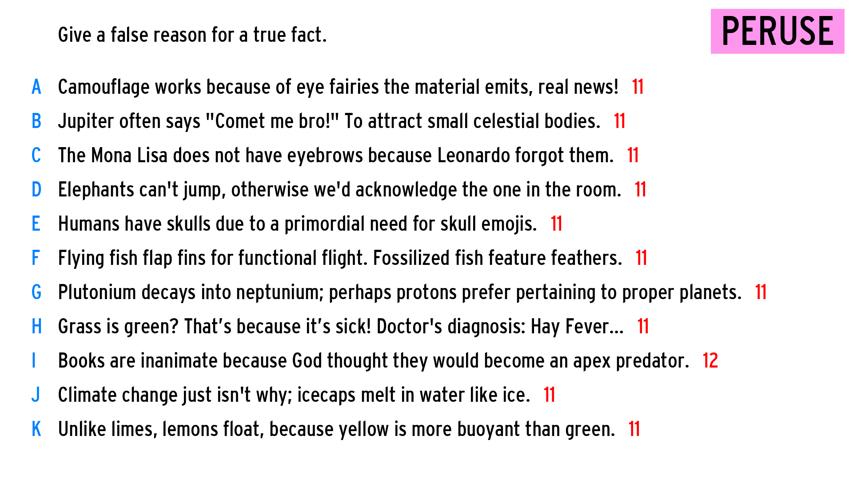 Give a false reason for a true fact.
PERUSE
A Camouflage works because of eye fairies the material emits, real news! 11
B Jupiter often says "Comet me bro!" To attract small celestial bodies. 11
C The Mona Lisa does not have eyebrows because Leonardo forgot them. 11
D Elephants can't jump, otherwise we'd acknowledge the one in the room. 11
E Humans have skulls due to a primordial need for skull emojis. 11
F Flying fish flap fins for functional flight. Fossilized fish feature feathers. 11
G Plutonium decays into neptunium; perhaps protons prefer pertaining to proper planets. 11
H Grass is green? That’s because it’s sick! Doctor's diagnosis: Hay Fever... 11
I Books are inanimate because God thought they would become an apex predator. 12
J Climate change just isn't why; icecaps melt in water like ice. 11
K Unlike limes, lemons float, because yellow is more buoyant than green. 11